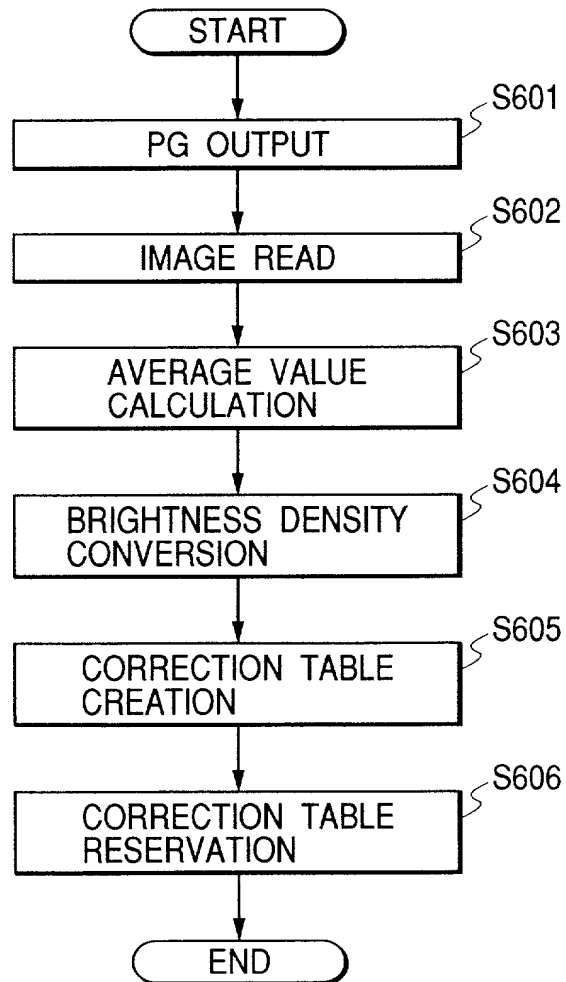 START
S601
PG OUTPUT
S602
IMAGE READ
S603
AVERAGE VALUE
CALCULATION
S604
BRIGHTNESS DENSITY
CONVERSION
S605
CORRECTION TABLE
CREATION
S606
CORRECTION TABLE
RESERVATION
END